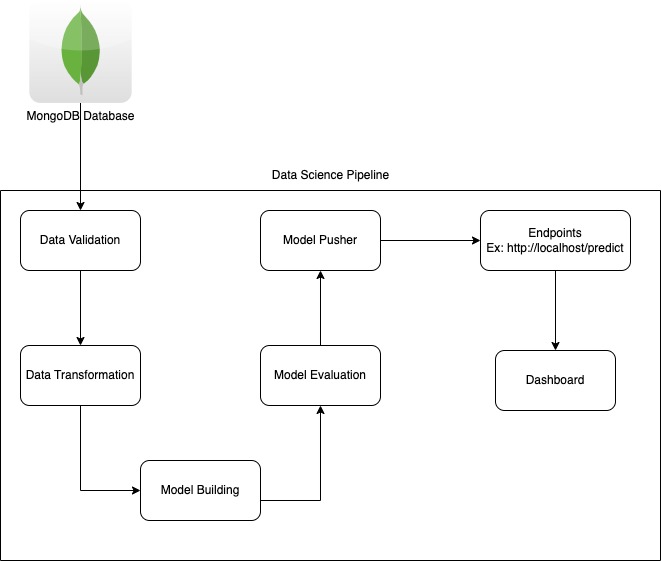 MongoDB Database
Data Science Pipeline
Data Validation
Model Pusher
Endpoints
Ex: http://localhost/predict
Data Transformation
Model Evaluation
Dashboard
Model Building